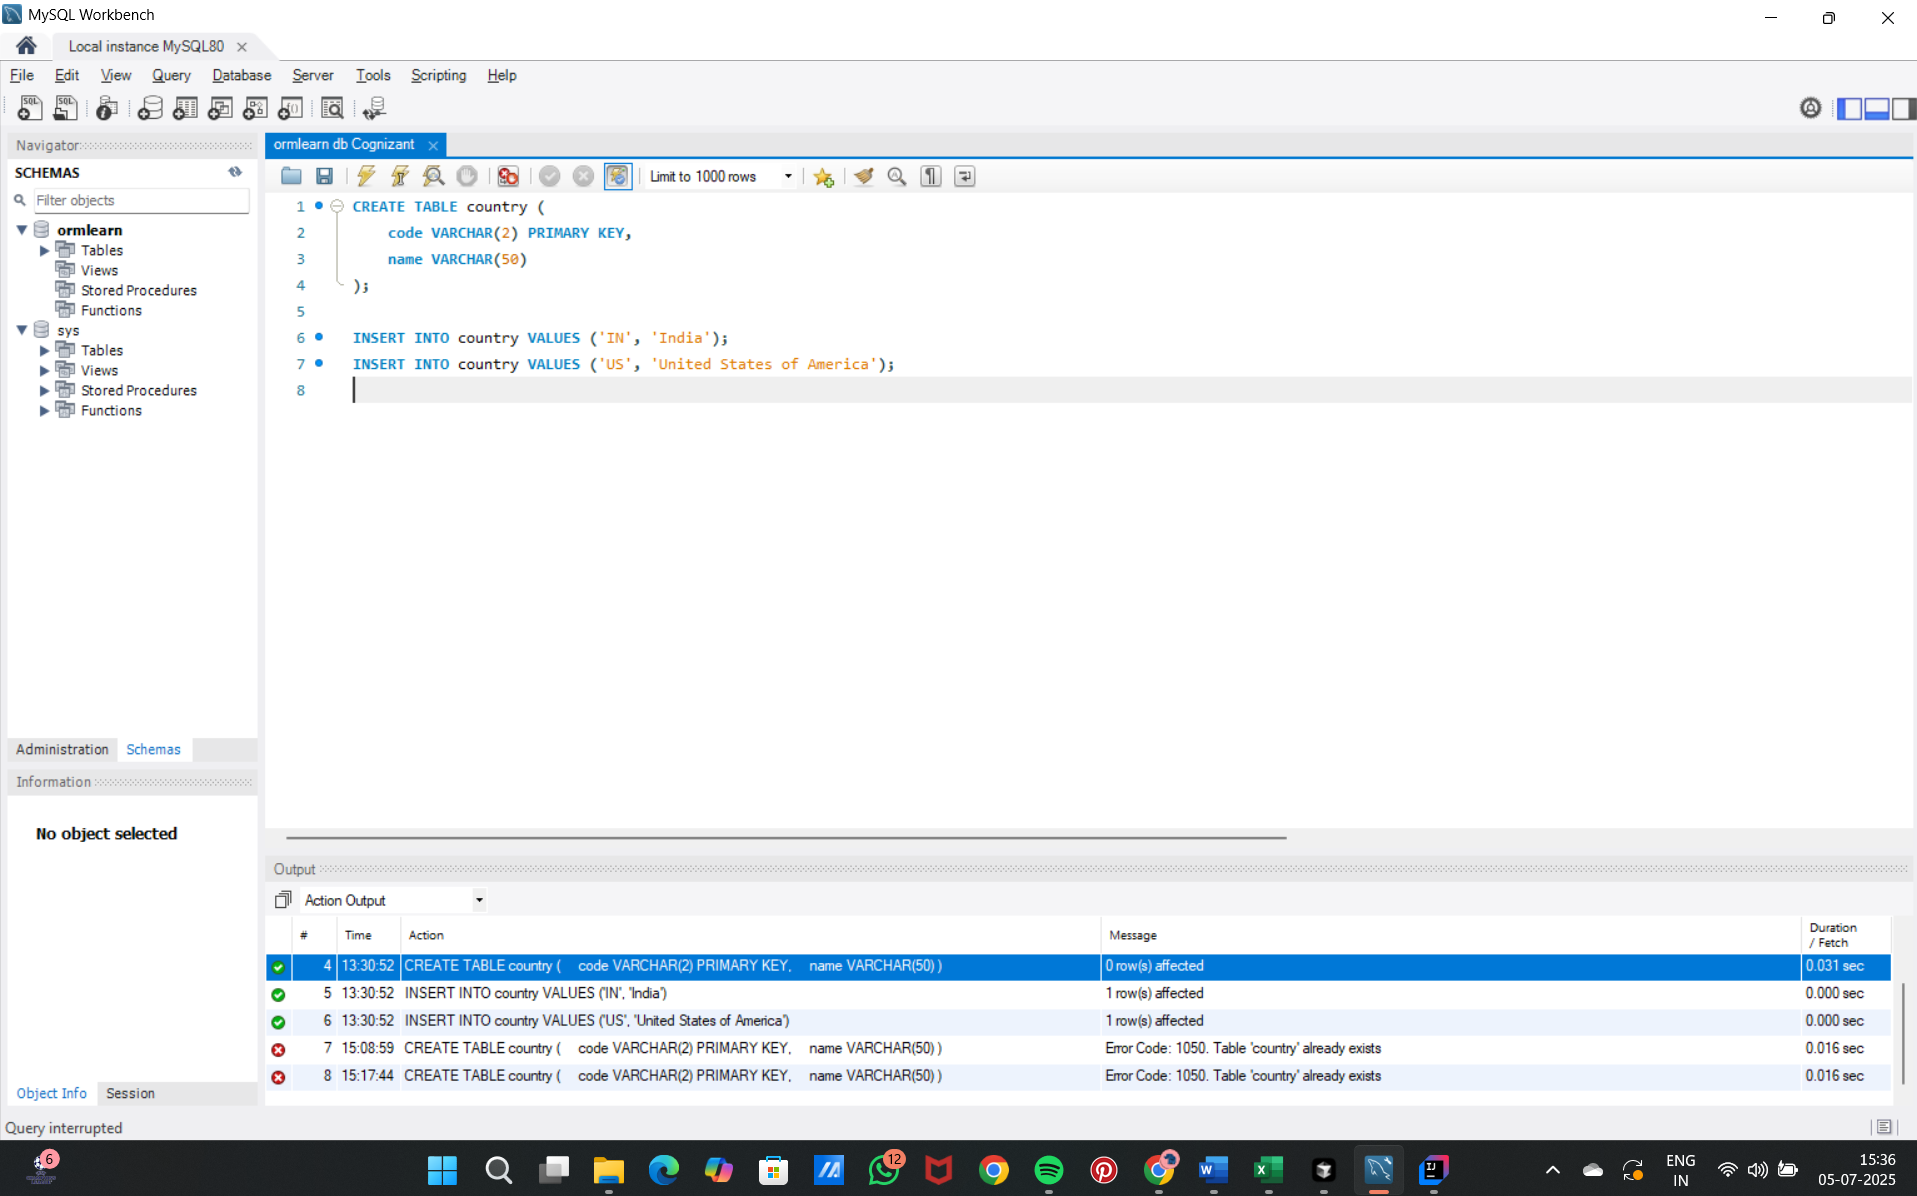 MySQL Workbench
Local instance MySQL80
File Edit View Query Database Server Tools Scripting Help
Navigator
SCHEMAS
Filter objects
ormlearn
Tables
Views
Stored Procedures
Functions
sys
Tables
Views
Stored Procedures
Functions
Administration Schemas
Information
No object selected
Object Info Session
ormlearn db Cognizant
Limit to 1000 rows
1 CREATE TABLE country (
2 code VARCHAR(2) PRIMARY KEY,
3 name VARCHAR(50)
4 );
5
6 INSERT INTO country VALUES ('IN', 'India');
7 INSERT INTO country VALUES ('US', 'United States of America');
8
Output
Action Output
# Time Action Message Duration / Fetch
4 13:30:52 CREATE TABLE country ( code VARCHAR(2) PRIMARY KEY, name VARCHAR(50) ) 0 row(s) affected 0.031 sec
5 13:30:52 INSERT INTO country VALUES ('IN', 'India') 1 row(s) affected 0.000 sec
6 13:30:52 INSERT INTO country VALUES ('US', 'United States of America') 1 row(s) affected 0.000 sec
7 15:08:59 CREATE TABLE country ( code VARCHAR(2) PRIMARY KEY, name VARCHAR(50) ) Error Code: 1050. Table 'country' already exists 0.016 sec
8 15:17:44 CREATE TABLE country ( code VARCHAR(2) PRIMARY KEY, name VARCHAR(50) ) Error Code: 1050. Table 'country' already exists 0.016 sec
Query interrupted
6
12
ENG
IN
15:36
05-07-2025